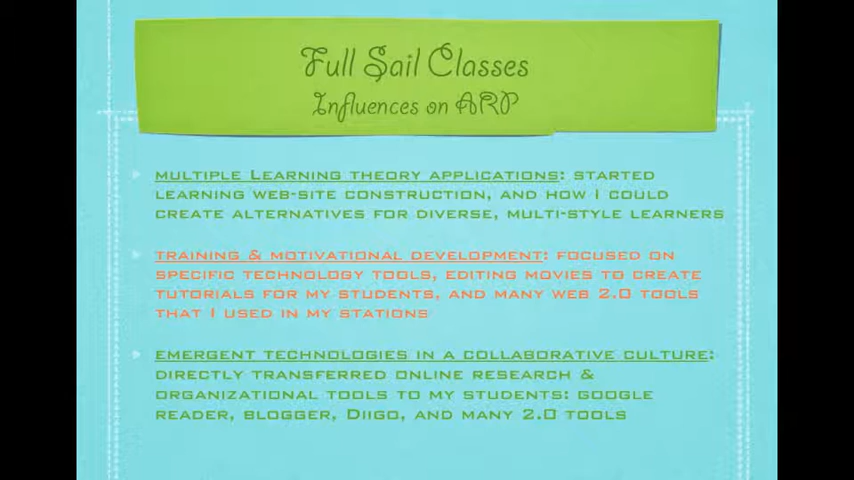 Full Sail Classes
Influences on ARP
MULTIPLE LEARNING THEORY APPLICATIONS: STARTED
LEARNING WEB-SITE CONSTRUCTION, AND HOW I COULD
CREATE ALTERNATIVES FOR DIVERSE, MULTI-STYLE LEARNERS
TRAINING & MOTIVATIONAL DEVELOPMENT: FOCUSED ON
SPECIFIC TECHNOLOGY TOOLS, EDITING MOVIES TO CREATE
TUTORIALS FOR MY STUDENTS, AND MANY WEB 2.0 TOOLS
THAT I USED IN MY STATIONS
EMERGENT TECHNOLOGIES IN A COLLABORATIVE CULTURE:
DIRECTLY TRANSFERRED ONLINE RESEARCH &
ORGANIZATIONAL TOOLS TO MY STUDENTS: GOOGLE
READER, BLOGGER, DIIGO, AND MANY 2.0 TOOLS